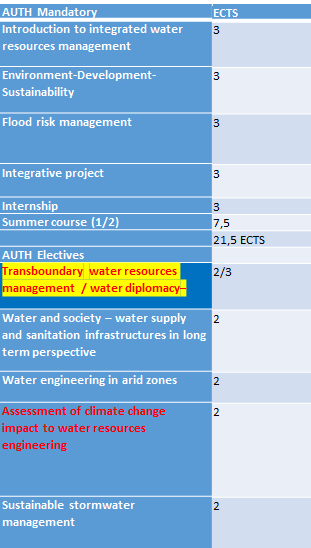 AUTH Mandatory ECTS
Introduction to integrated water 3
resources management
Environment-Development- 3
Sustainability
Flood risk management 3
Integrative project 3
Internship 3
Summer course (1/2) 7,5
21,5 ECTS
AUTH Electives
Transboundary water resources 2/3
management / water diplomacy–
Water and society – water supply 2
and sanitation infrastructures in long
term perspective
Water engineering in arid zones 2
Assessment of climate change 2
impact to water resources
engineering
Sustainable stormwater 2
management